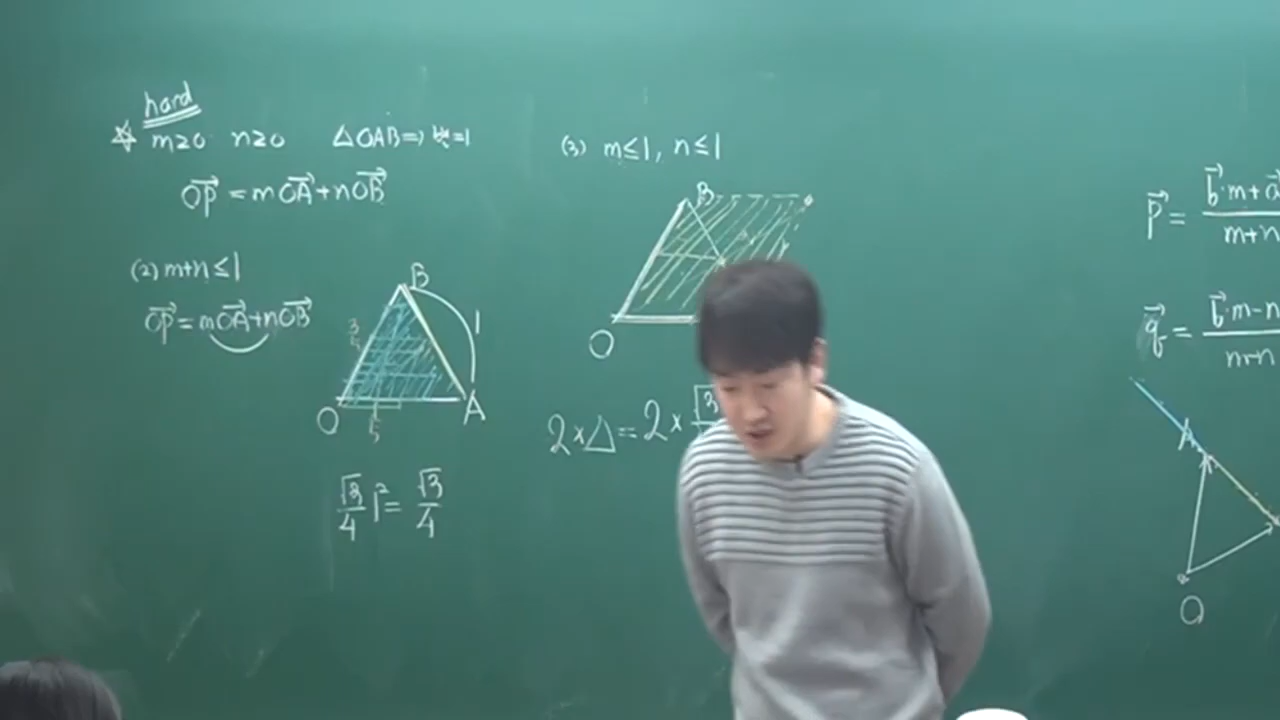 hard
☆ m≥0 n≥0 △OAB⇒ =1
OP→ = mOA→ + nOB→
(2) m+n≤1
OP→ = mOA→ + nOB→
B
1
O
A
√3/4 1² = √3/4
(3) m≤1, n≤1
B
O
2×△=2×
p→ = b→·m+
m+n
q→ = b→·m-n
A
O